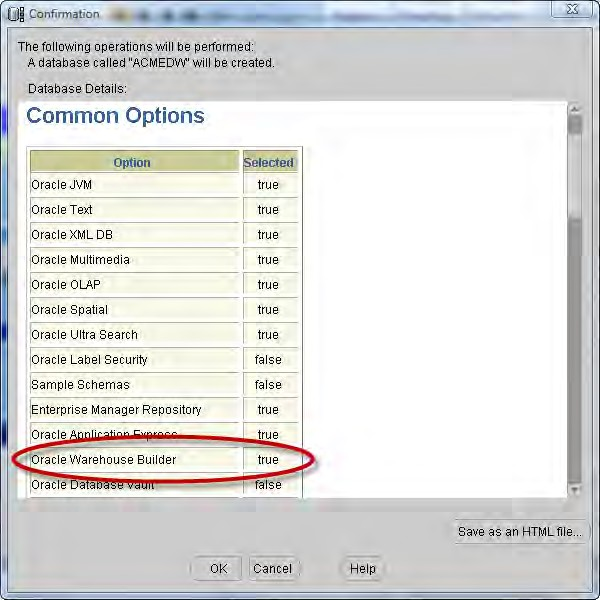 Confirmation
The following operations will be performed:
A database called "ACMEDW" will be created.
Database Details:
Common Options
Option Selected
Oracle JVM true
Oracle Text true
Oracle XML DB true
Oracle Multimedia true
Oracle OLAP true
Oracle Spatial true
Oracle Ultra Search true
Oracle Label Security false
Sample Schemas false
Enterprise Manager Repository true
Oracle Application Express true
Oracle Warehouse Builder true
Oracle Database Vault false
Save as an HTML file...
OK Cancel Help